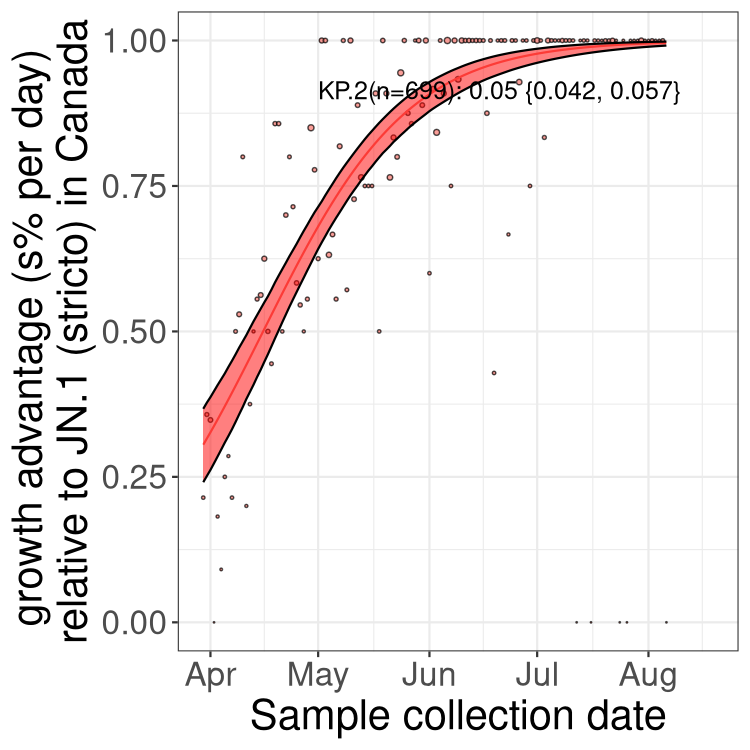 growth advantage (s% per day)
relative to JN.1 (stricto) in Canada
1.00
0.75
0.50
0.25
0.00
KP.2(n=699): 0.05 {0.042, 0.057}
Apr May Jun Jul Aug
Sample collection date